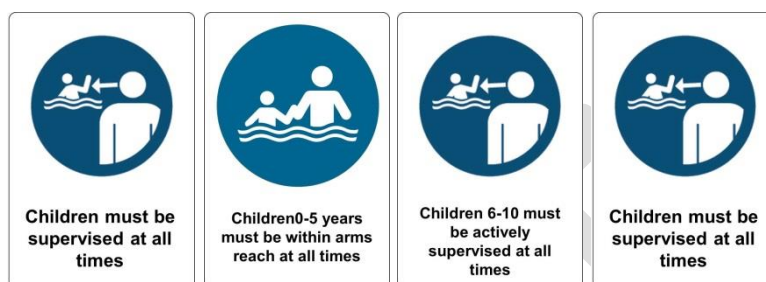 Children must be
supervised at all
times
Children0-5 years
must be within arms
reach at all times
Children 6-10 must
be actively
supervised at all
times
Children must be
supervised at all
times